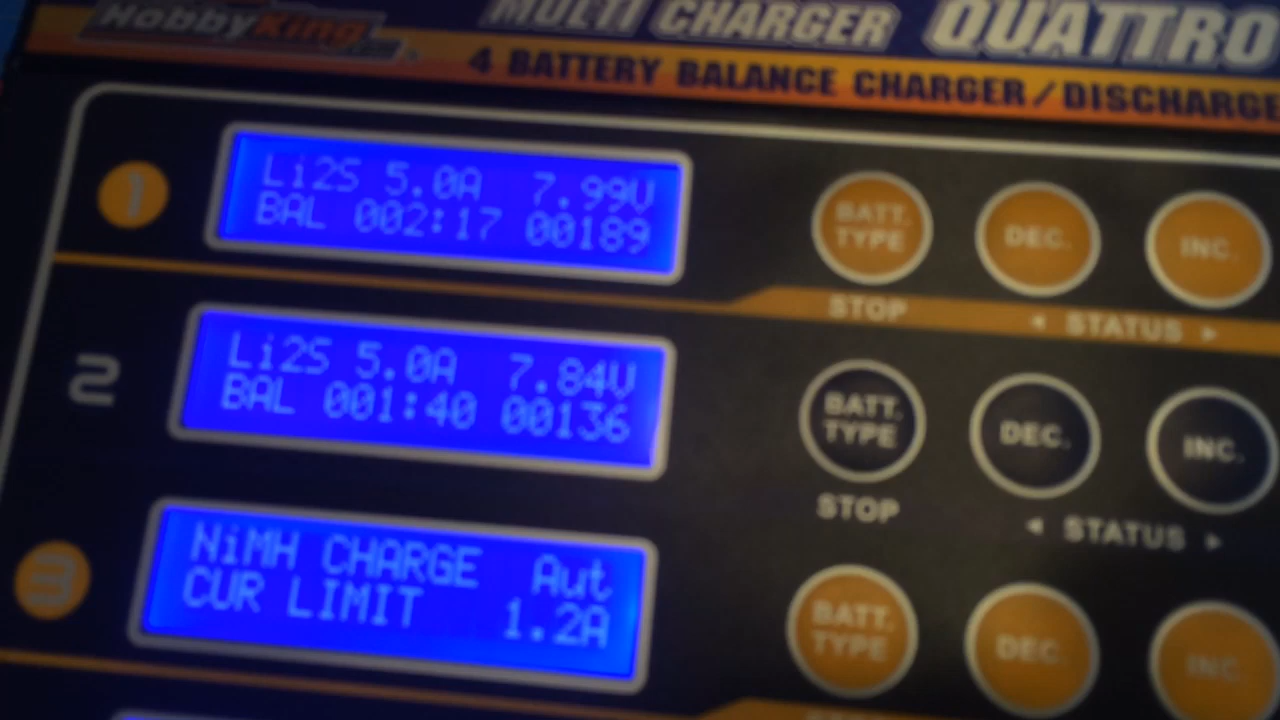 HobbyKing.com
MULTI CHARGER QUATTRO
4 BATTERY BALANCE CHARGER/DISCHARGE
1
Li2S 5.0A 7.99V
BAL 002:17 00189
BATT. TYPE
DEC.
INC.
STOP
◄ STATUS ►
2
Li2S 5.0A 7.84V
BAL 001:40 00136
BATT. TYPE
DEC.
INC.
STOP
◄ STATUS ►
3
NiMH CHARGE Aut
CUR LIMIT 1.2A
BATT. TYPE
DEC.
INC.